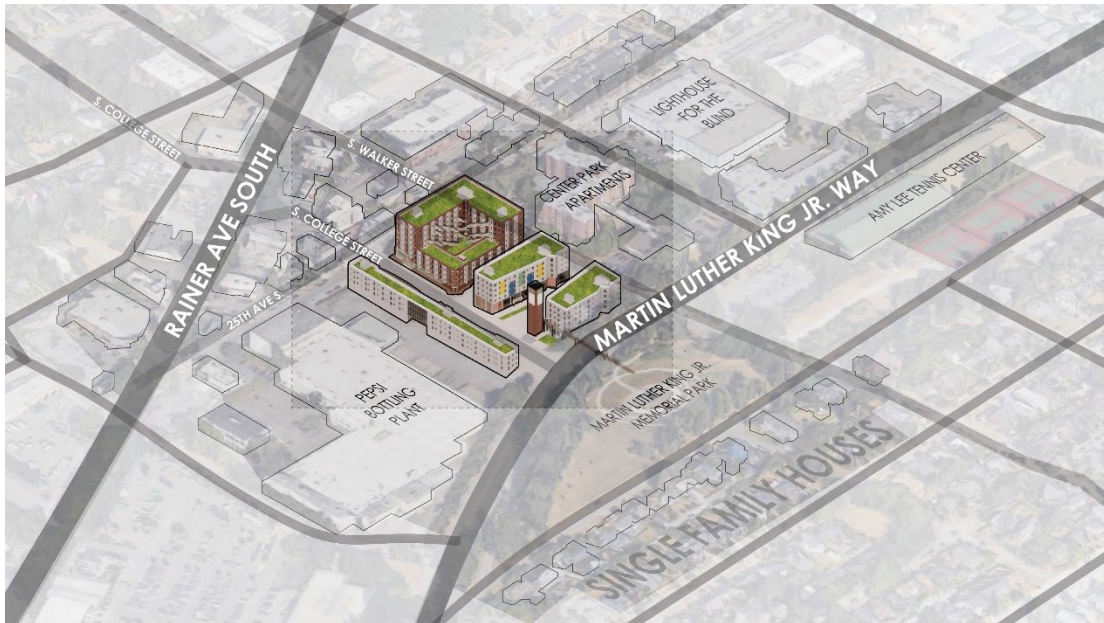 S. COLLEGE STREET
S. WALKER STREET
LIGHTHOUSE
FOR THE
BLIND
RAINER AVE SOUTH
CENTER PARK
APARTMENTS
AMY LEE TENNIS CENTER
S. COLLEGE STREET
25TH AVE S.
MARTIN LUTHER KING JR. WAY
PEPSI
BOTTLING
PLANT
MARTIN LUTHER KING JR.
MEMORIAL PARK
SINGLE FAMILY HOUSES